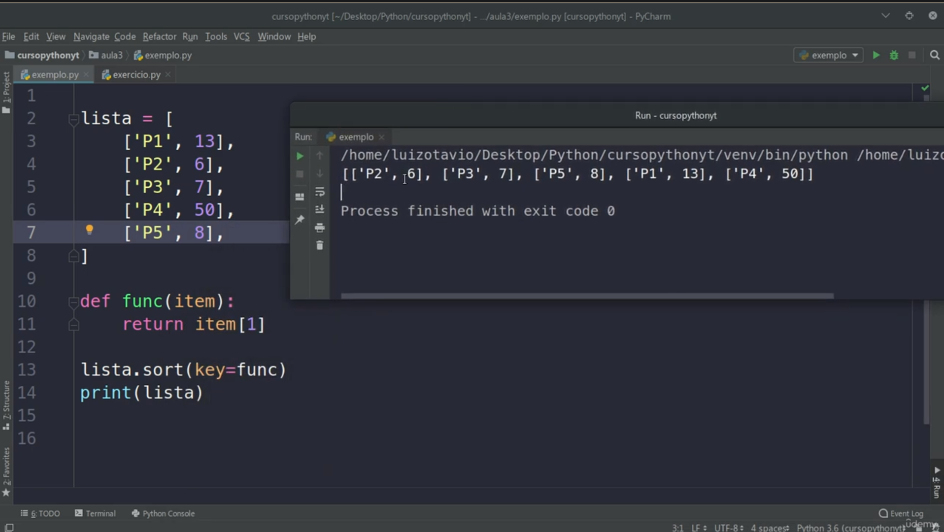 cursopythonyt [~/Desktop/Python/cursopythonyt] - .../aula3/exemplo.py [cursopythonyt] - PyCharm
File Edit View Navigate Code Refactor Run Tools VCS Window Help
cursopythonyt aula3 exemplo.py exemplo
exemplo.py exercicio.py
1: Project
1
2 lista = [
3 ['P1', 13],
4 ['P2', 6],
5 ['P3', 7],
6 ['P4', 50],
7 ['P5', 8],
8 ]
9
10 def func(item):
11 return item[1]
12
13 lista.sort(key=func)
14 print(lista)
15
16
Run - cursopythonyt
Run: exemplo
/home/luizotavio/Desktop/Python/cursopythonyt/venv/bin/python /home/luizo
[['P2', 6], ['P3', 7], ['P5', 8], ['P1', 13], ['P4', 50]]
Process finished with exit code 0
7: Structure
2: Favorites
4: Run
6: TODO Terminal Python Console Event Log
3:1 LF UTF-8 4 spaces Python 3.6 (cursopythonyt)
Udemy